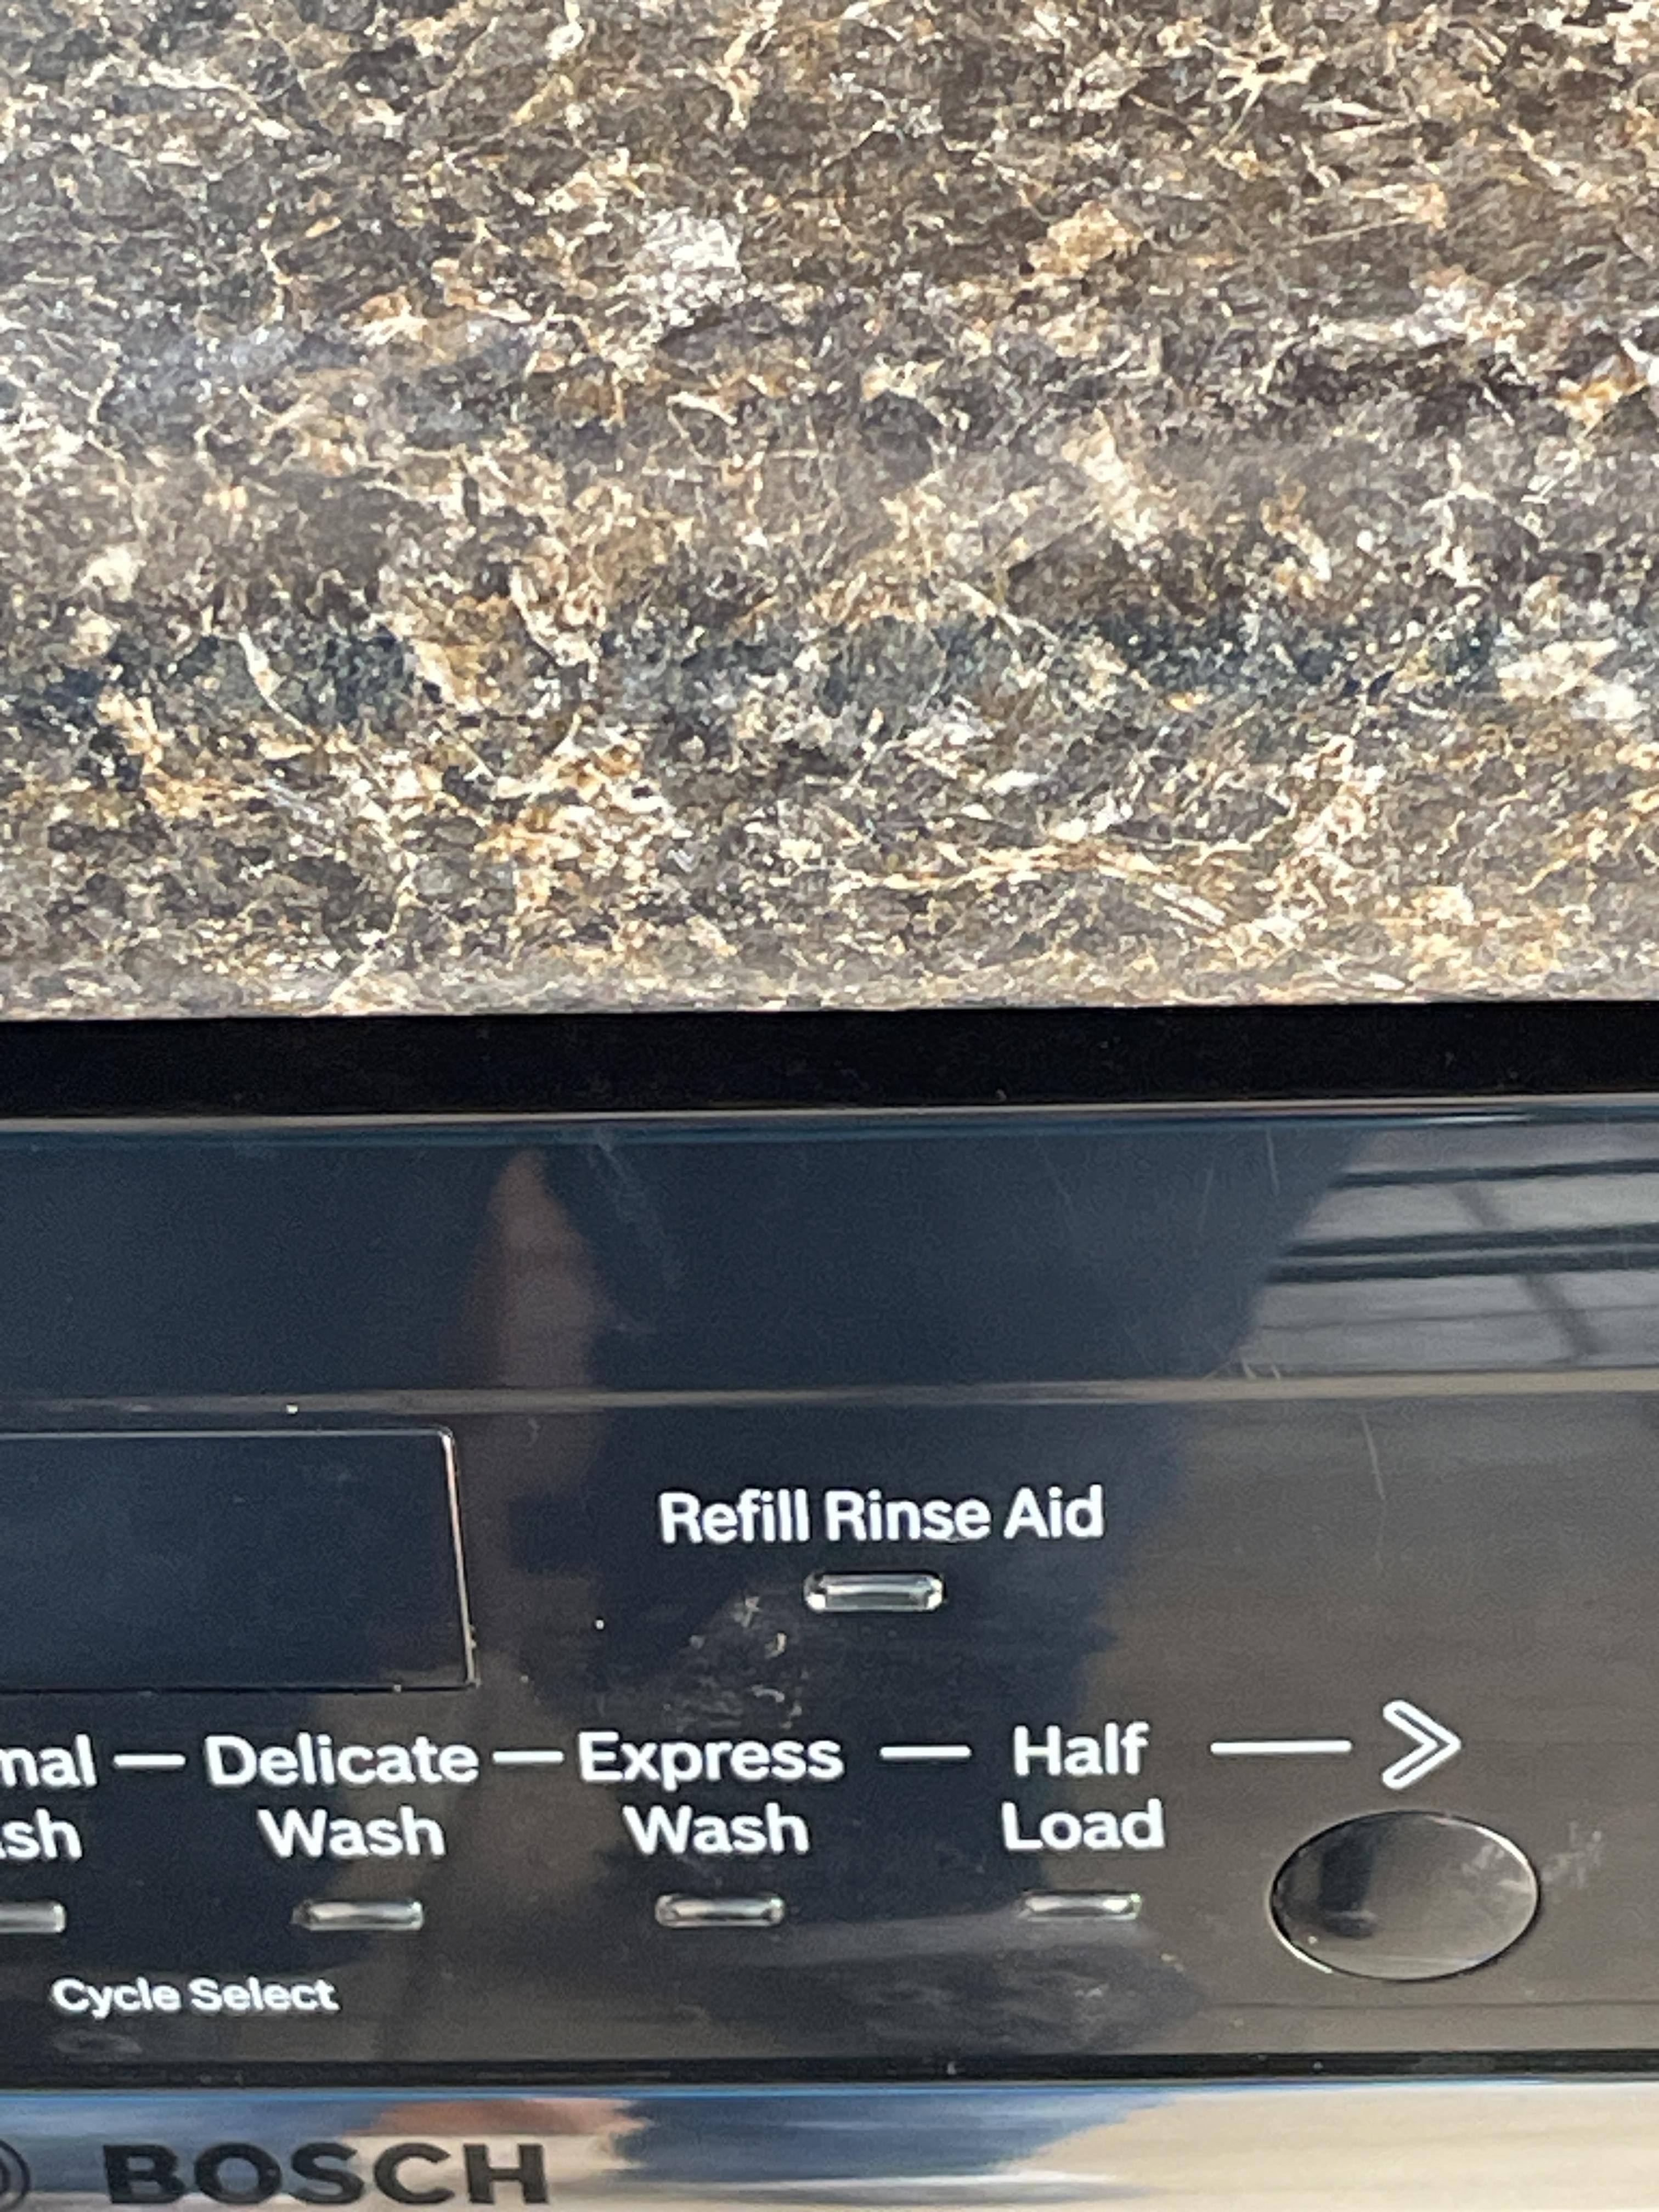 Refill Rinse Aid
mal — Delicate — Express — Half —
sh Wash Wash Load
Cycle Select
BOSCH